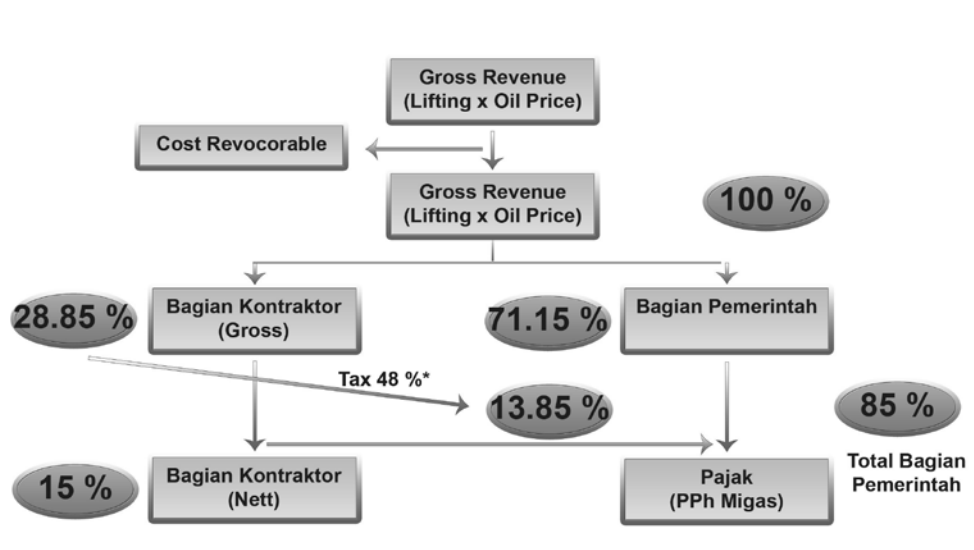 Gross Revenue
(Lifting x Oil Price)
Cost Revocorable
Gross Revenue
(Lifting x Oil Price)
100 %
28.85 %
Bagian Kontraktor
(Gross)
71.15 %
Bagian Pemerintah
Tax 48 %*
13.85 %
85 %
Total Bagian
Pemerintah
15 %
Bagian Kontraktor
(Nett)
Pajak
(PPh Migas)